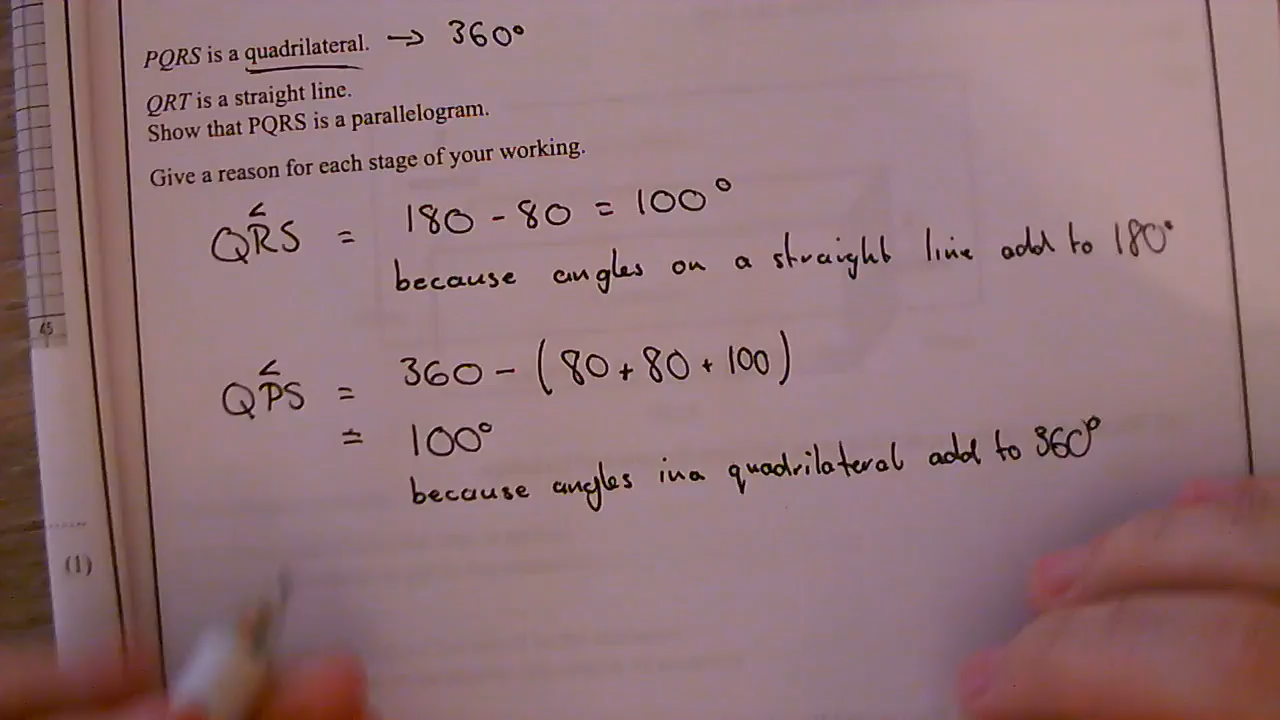 PQRS is a quadrilateral. → 360°
QRT is a straight line.
Show that PQRS is a parallelogram.
Give a reason for each stage of your working.
QR̂S = 180 - 80 = 100°
because angles on a straight line add to 180°
QP̂S = 360 - (80 + 80 + 100)
= 100°
because angles in a quadrilateral add to 360°
45
(1)